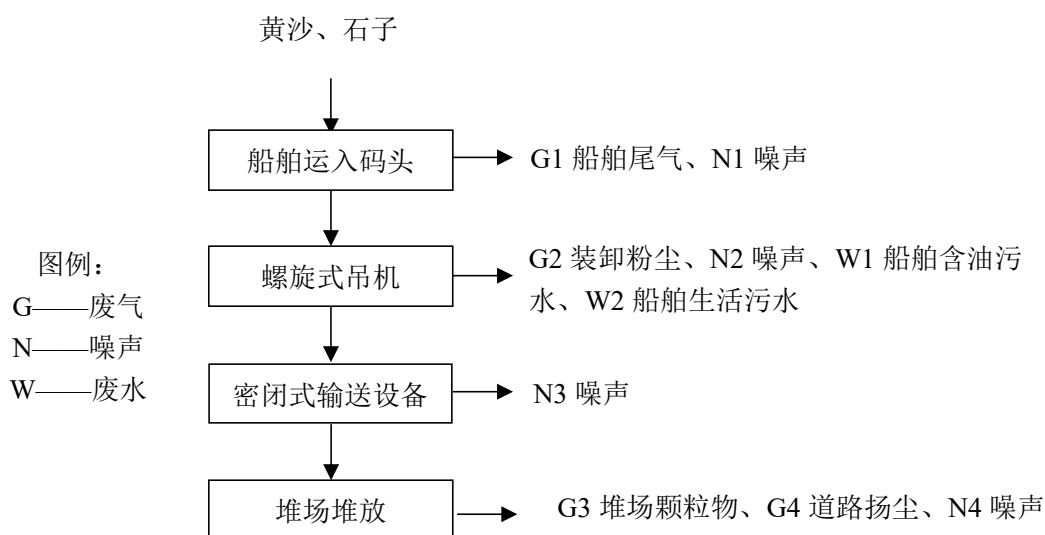 黄沙、石子
船舶运入码头
G1 船舶尾气、N1 噪声
螺旋式吊机
G2 装卸粉尘、N2 噪声、W1 船舶含油污
水、W2 船舶生活污水
图例：
G——废气
N——噪声
W——废水
密闭式输送设备
N3 噪声
堆场堆放
G3 堆场颗粒物、G4 道路扬尘、N4 噪声